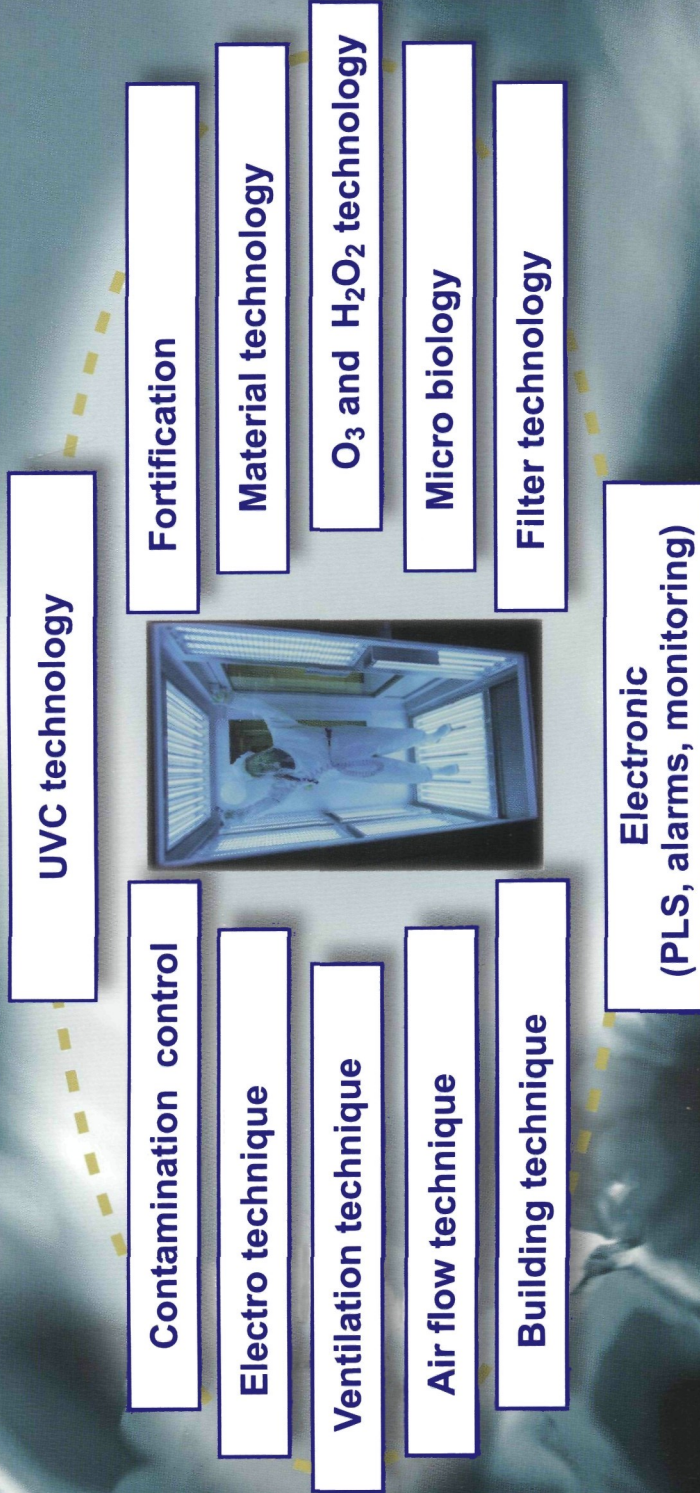 UVC technology
Contamination control
Electro technique
Ventilation technique
Air flow technique
Building technique
Fortification
Material technology
O₃ and H₂O₂ technology
Micro biology
Filter technology
Electronic
(PLS, alarms, monitoring)